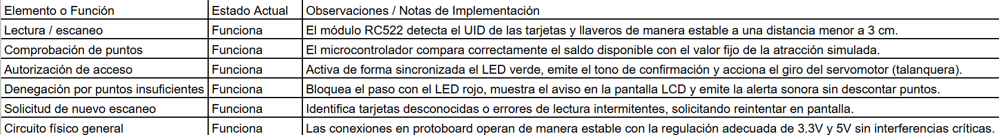 Elemento o Función Estado Actual Observaciones / Notas de Implementación
Lectura / escaneo Funciona El módulo RC522 detecta el UID de las tarjetas y llaveros de manera estable a una distancia menor a 3 cm.
Comprobación de puntos Funciona El microcontrolador compara correctamente el saldo disponible con el valor fijo de la atracción simulada.
Autorización de acceso Funciona Activa de forma sincronizada el LED verde, emite el tono de confirmación y acciona el giro del servomotor (talanquera).
Denegación por puntos insuficientes Funciona Bloquea el paso con el LED rojo, muestra el aviso en la pantalla LCD y emite la alerta sonora sin descontar puntos.
Solicitud de nuevo escaneo Funciona Identifica tarjetas desconocidas o errores de lectura intermitentes, solicitando reintentar en pantalla.
Circuito físico general Funciona Las conexiones en protoboard operan de manera estable con la regulación adecuada de 3.3V y 5V sin interferencias críticas.